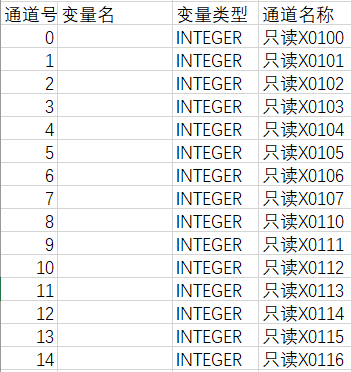 通道号 变量名 变量类型 通道名称
0 INTEGER 只读X0100
1 INTEGER 只读X0101
2 INTEGER 只读X0102
3 INTEGER 只读X0103
4 INTEGER 只读X0104
5 INTEGER 只读X0105
6 INTEGER 只读X0106
7 INTEGER 只读X0107
8 INTEGER 只读X0110
9 INTEGER 只读X0111
10 INTEGER 只读X0112
11 INTEGER 只读X0113
12 INTEGER 只读X0114
13 INTEGER 只读X0115
14 INTEGER 只读X0116